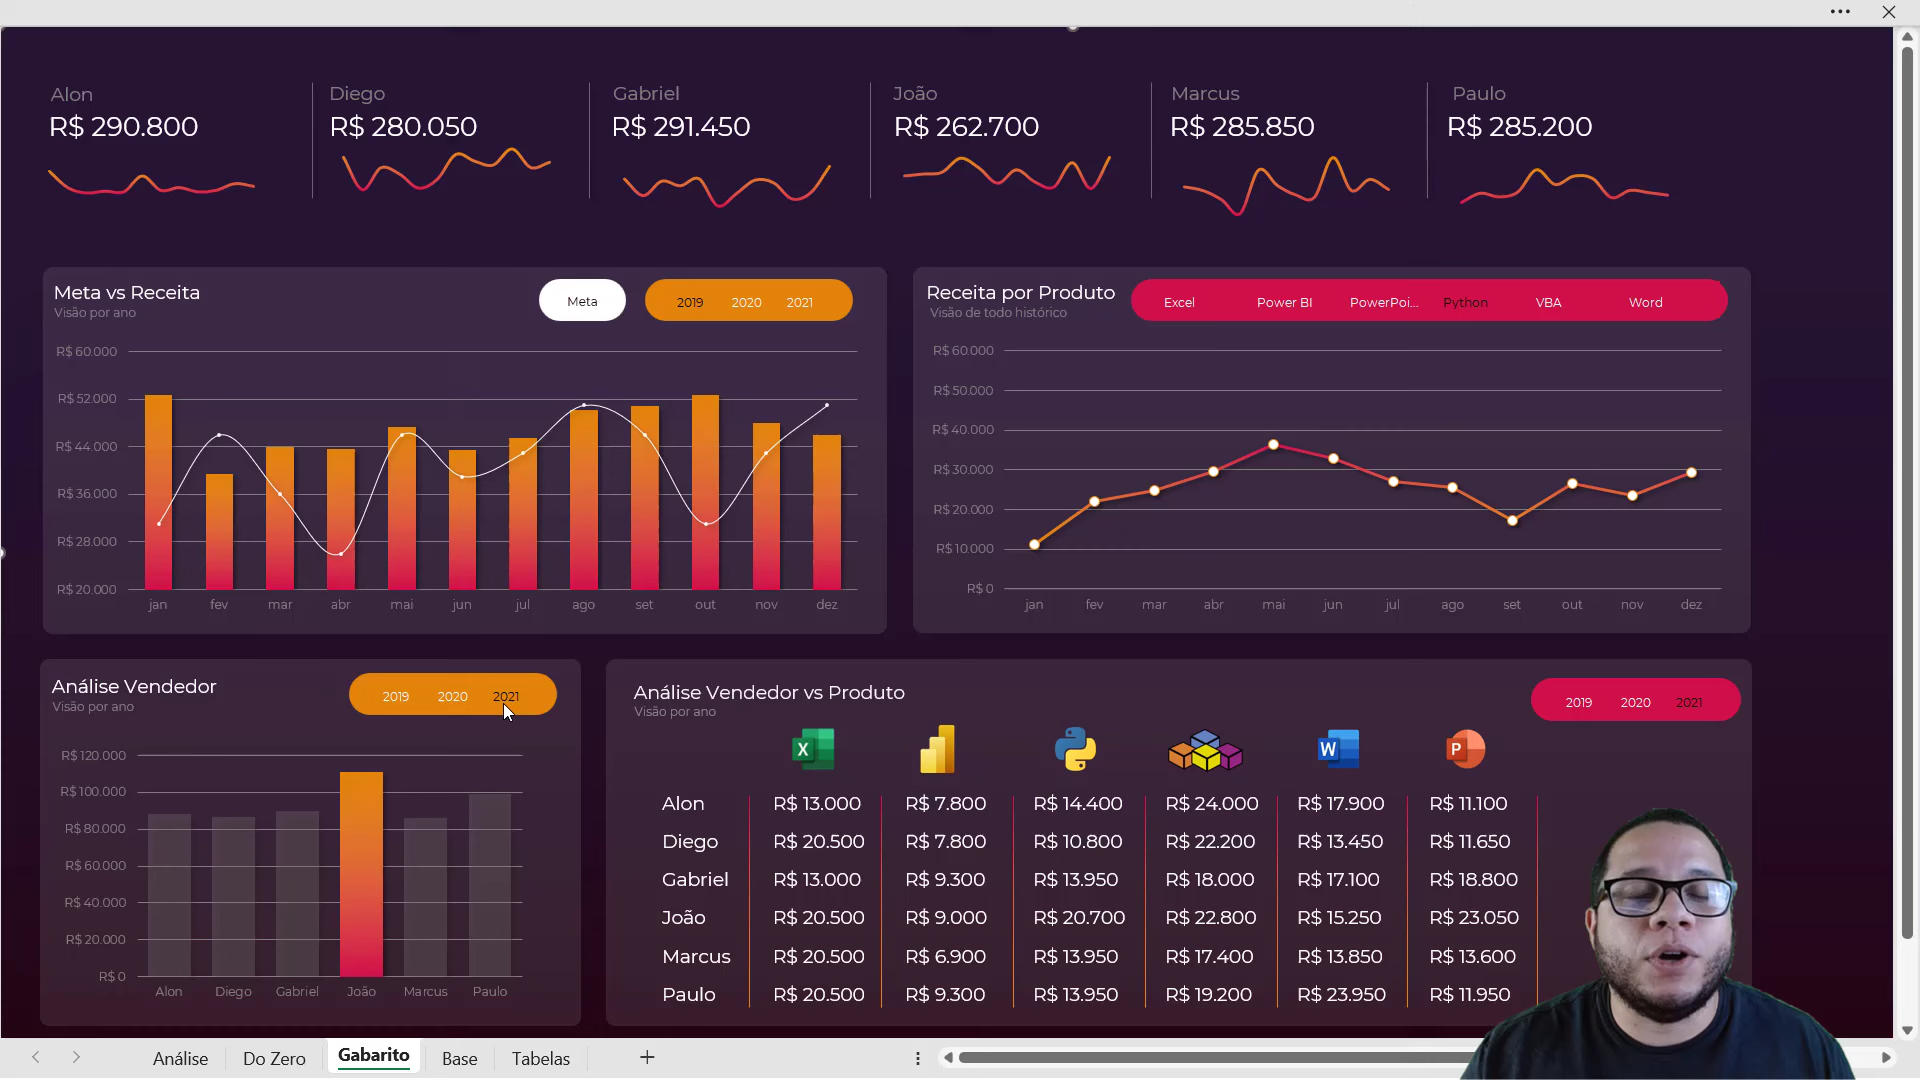 Alon
R$ 290.800
Diego
R$ 280.050
Gabriel
R$ 291.450
João
R$ 262.700
Marcus
R$ 285.850
Paulo
R$ 285.200
Meta vs Receita
Visão por ano
Meta
2019 2020 2021
R$ 60.000
R$ 52.000
R$ 44.000
R$ 36.000
R$ 28.000
R$ 20.000
jan fev mar abr mai jun jul ago set out nov dez
Receita por Produto
Visão de todo histórico
Excel Power BI PowerPoi... Python VBA Word
R$ 60.000
R$ 50.000
R$ 40.000
R$ 30.000
R$ 20.000
R$ 10.000
R$ 0
jan fev mar abr mai jun jul ago set out nov dez
Análise Vendedor
Visão por ano
2019 2020 2021
R$ 120.000
R$ 100.000
R$ 80.000
R$ 60.000
R$ 40.000
R$ 20.000
R$ 0
Alon Diego Gabriel João Marcus Paulo
Análise Vendedor vs Produto
Visão por ano
2019 2020 2021
X W P
Alon R$ 13.000 R$ 7.800 R$ 14.400 R$ 24.000 R$ 17.900 R$ 11.100
Diego R$ 20.500 R$ 7.800 R$ 10.800 R$ 22.200 R$ 13.450 R$ 11.650
Gabriel R$ 13.000 R$ 9.300 R$ 13.950 R$ 18.000 R$ 17.100 R$ 18.800
João R$ 20.500 R$ 9.000 R$ 20.700 R$ 22.800 R$ 15.250 R$ 23.050
Marcus R$ 20.500 R$ 6.900 R$ 13.950 R$ 17.400 R$ 13.850 R$ 13.600
Paulo R$ 20.500 R$ 9.300 R$ 13.950 R$ 19.200 R$ 23.950 R$ 11.950
Análise Do Zero Gabarito Base Tabelas